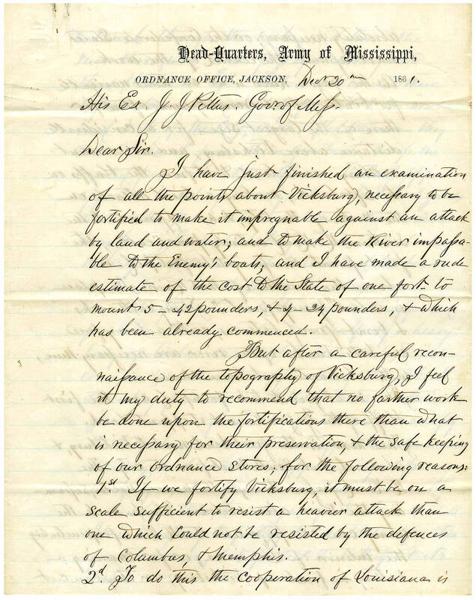 Head-Quarters, Army of Mississippi,
ORDNANCE OFFICE, JACKSON, Dec 20th 1861.
His Ex. J. J. Pettus. Gov of Miss.
Dear Sir.
I have just finished an examination
of all the points about Vicksburg, necessary to be
fortified to make it impregnable against an attack
by land and water; and to make the River impassa-
ble to the Enemy's boats, and I have made a rude
estimate of the cost to the State of one fort to
mount 5 - 42 pounders, & 4 - 24 pounders, & which
has been already commenced.
But after a careful recon-
naissance of the topography of Vicksburg, I feel
it my duty to recommend that no farther work
be done upon the fortifications there than what
is necessary for their preservation, & the safe keeping
of our Ordnance Stores; for the following reasons:
1st If we fortify Vicksburg, it must be on a
scale sufficient to resist a heavier attack than
one which could not be resisted by the defences
of Columbus, & Memphis.
2d To do this the cooperation of Louisiana is